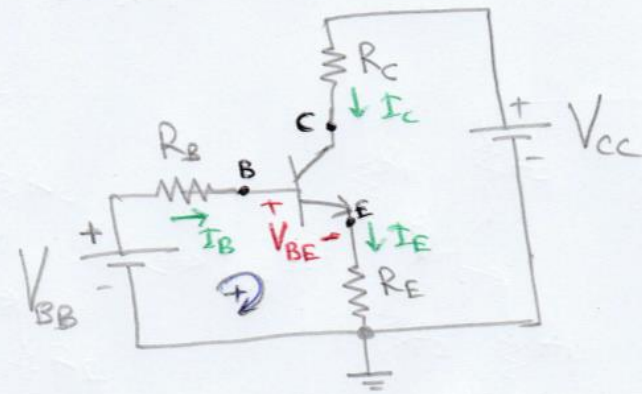 R_C
+
I_C
C
V_CC
-
R_B
B
+
E
+
I_B
V_BE -
I_E
V_BB
-
+
R_E